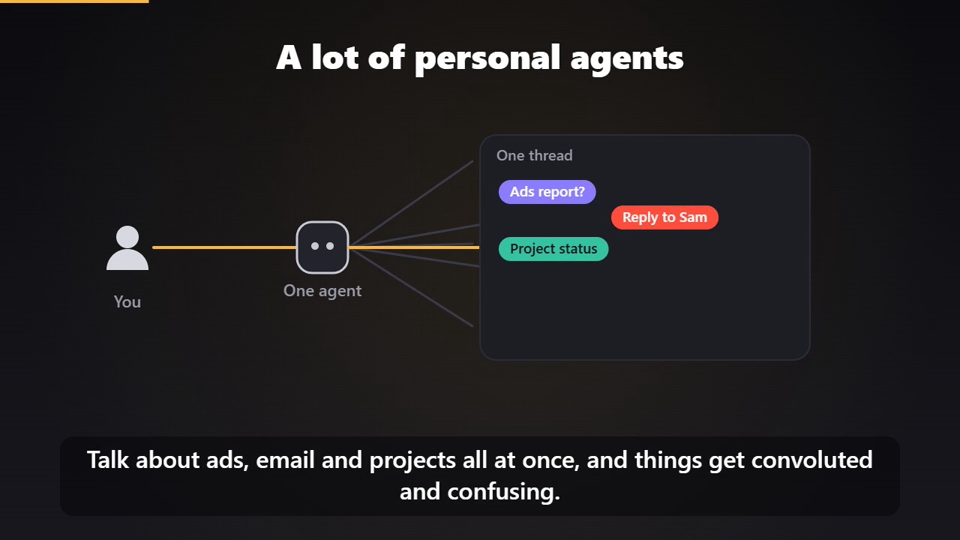 A lot of personal agents
One thread
Ads report?
Reply to Sam
Project status
You
One agent
Talk about ads, email and projects all at once, and things get convoluted
and confusing.